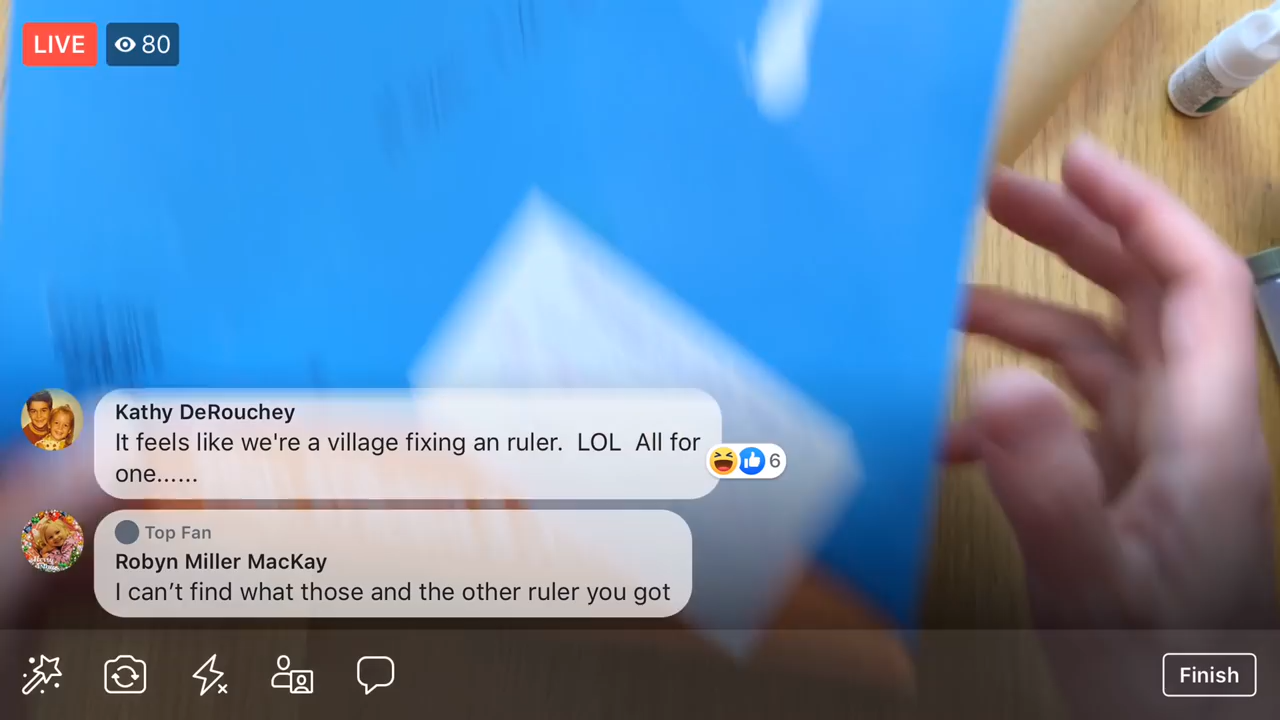 LIVE
80
Kathy DeRouchey
It feels like we're a village fixing an ruler.  LOL  All for
one......
6
Top Fan
Robyn Miller MacKay
I can’t find what those and the other ruler you got
Finish